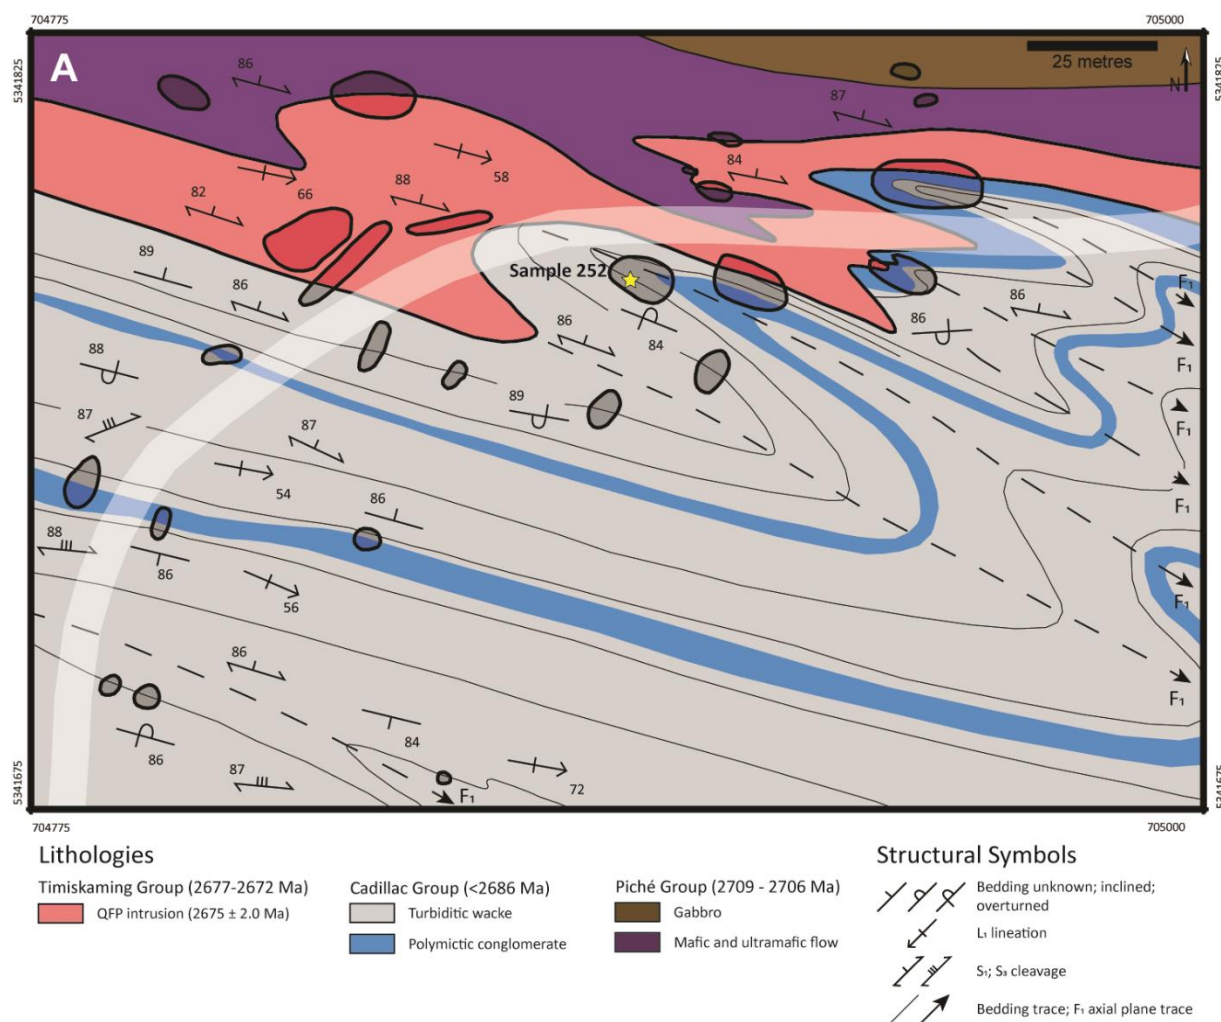 704775
705000
5341825
5341825
A
25 metres
N
86
87
84
58
88
66
82
89
Sample 252
86
86
F₁
86
86
F₁
84
88
89
F₁
87
87
F₁
54
86
88
86
F₁
56
86
F₁
84
86
87
72
F₁
5341675
5341675
704775
705000
Lithologies
Timiskaming Group (2677-2672 Ma)
QFP intrusion (2675 ± 2.0 Ma)
Cadillac Group (<2686 Ma)
Turbiditic wacke
Polymictic conglomerate
Piché Group (2709 - 2706 Ma)
Gabbro
Mafic and ultramafic flow
Structural Symbols
Bedding unknown; inclined;
overturned
L₁ lineation
S₁; S₃ cleavage
Bedding trace; F₁ axial plane trace